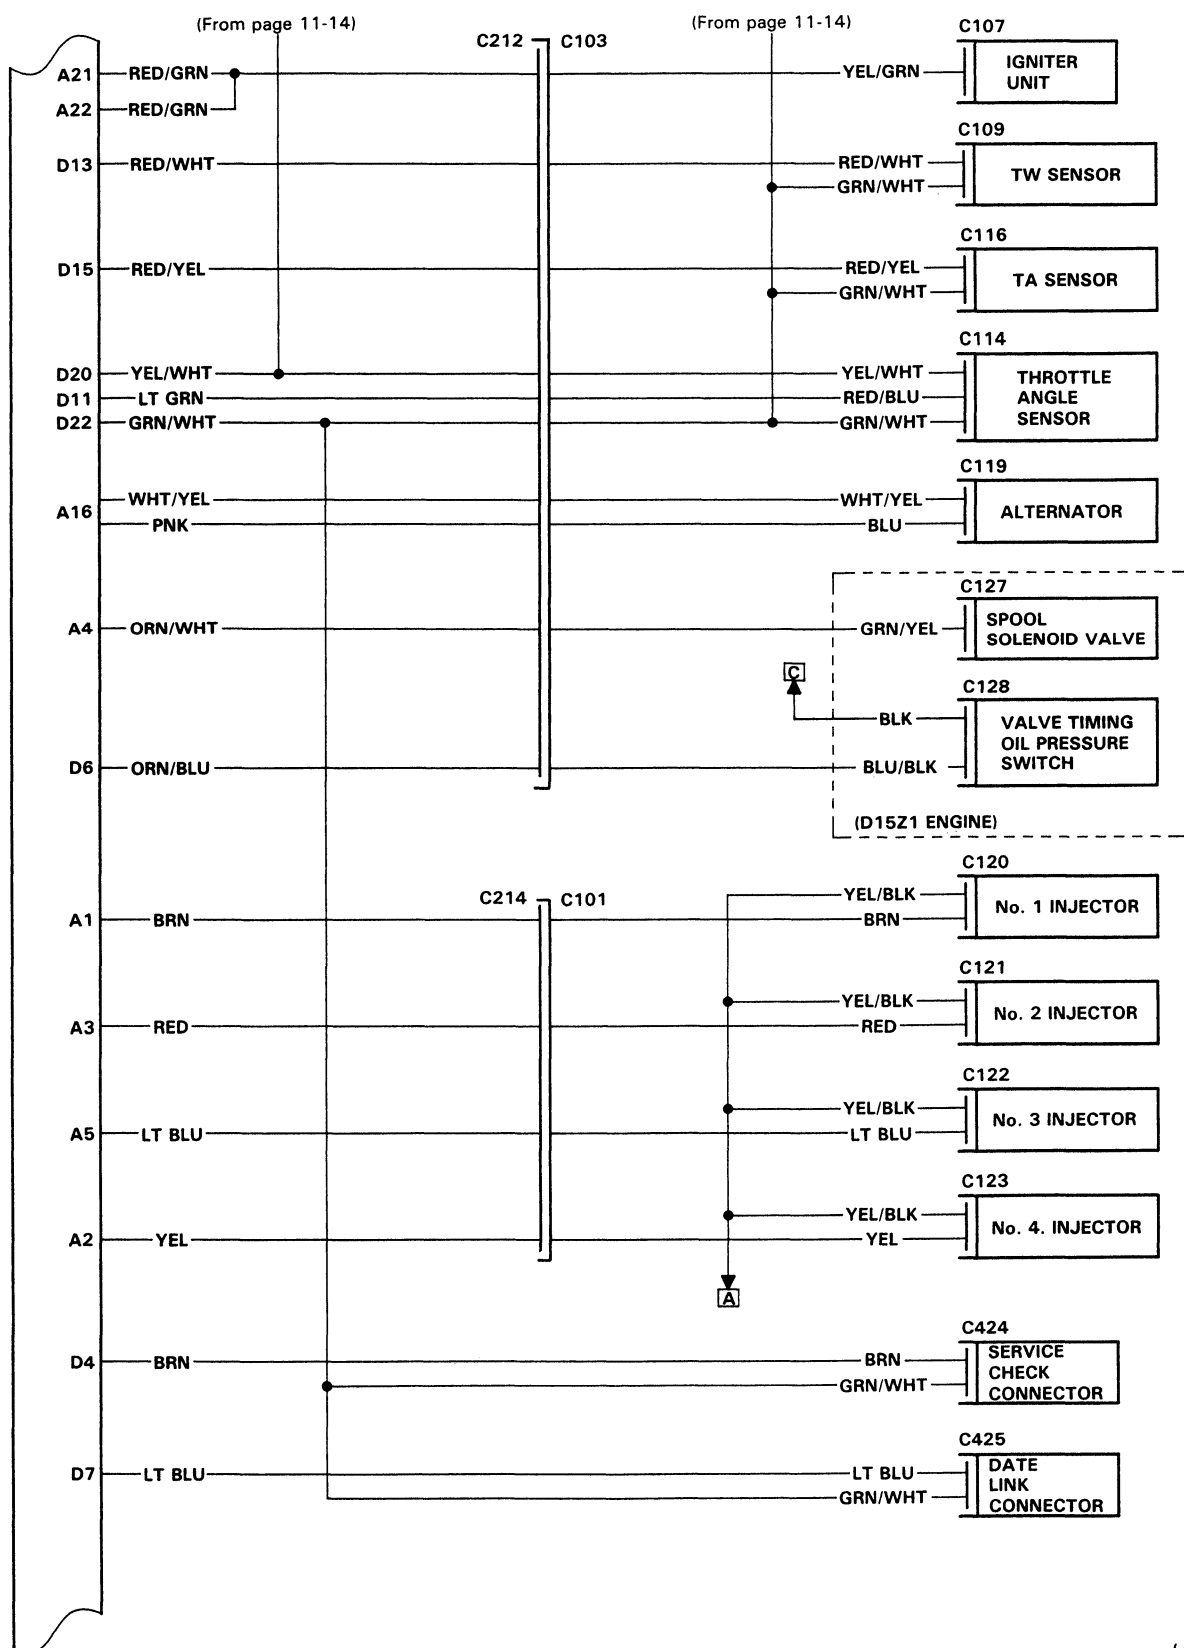 (From page 11-14) (From page 11-14)
C212 C103 C107
A21 RED/GRN YEL/GRN IGNITER
UNIT
A22 RED/GRN
C109
D13 RED/WHT RED/WHT TW SENSOR
GRN/WHT
C116
D15 RED/YEL RED/YEL TA SENSOR
GRN/WHT
C114
D20 YEL/WHT YEL/WHT THROTTLE
D11 LT GRN RED/BLU ANGLE
D22 GRN/WHT GRN/WHT SENSOR
C119
A16 WHT/YEL WHT/YEL ALTERNATOR
PNK BLU
C127
A4 ORN/WHT GRN/YEL SPOOL
SOLENOID VALVE
C
C128
BLK VALVE TIMING
OIL PRESSURE
D6 ORN/BLU BLU/BLK SWITCH
(D15Z1 ENGINE)
C120
C214 C101 YEL/BLK No. 1 INJECTOR
A1 BRN BRN
C121
YEL/BLK No. 2 INJECTOR
A3 RED RED
C122
YEL/BLK No. 3 INJECTOR
A5 LT BLU LT BLU
C123
YEL/BLK No. 4. INJECTOR
A2 YEL YEL
A
C424
D4 BRN BRN SERVICE
GRN/WHT CHECK
CONNECTOR
C425
D7 LT BLU LT BLU DATE
LINK
GRN/WHT CONNECTOR